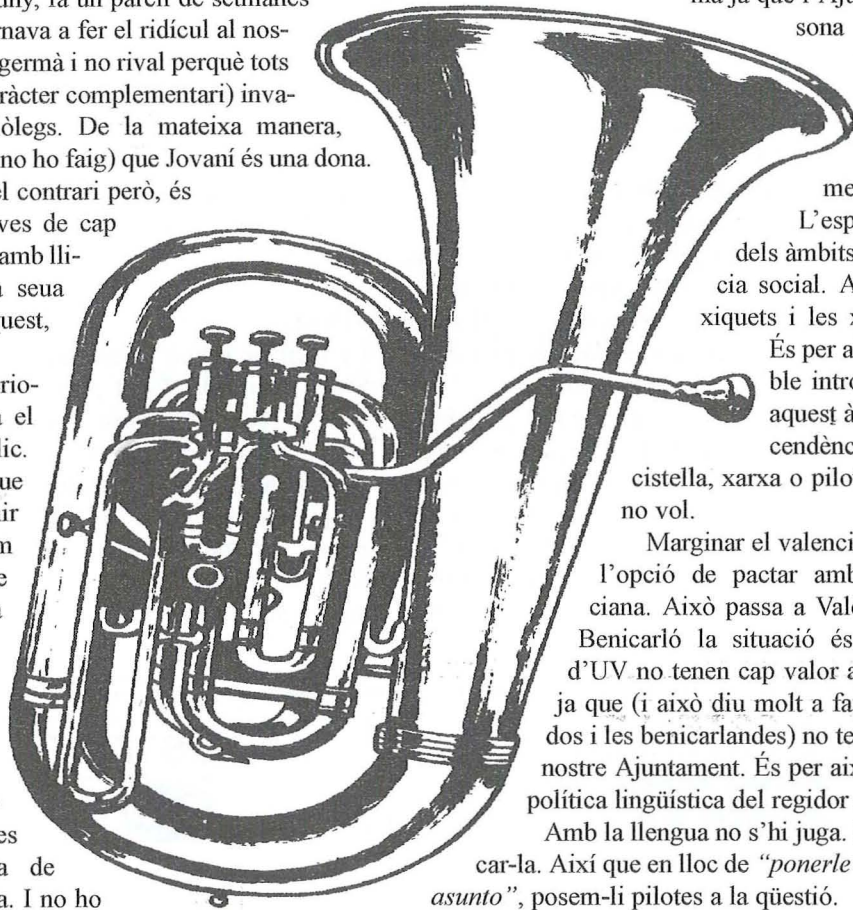 uny, fa un parell de setmanes
rnava a fer el ridícul al nos-
germà i no rival perquè tots
ràcter complementari) inva-
òlegs. De la mateixa manera,
no ho faig) que Jovaní és una dona.
el contrari però, és
ves de cap
amb lli-
a seua
uest,
rio-
a el
lic.
ue
ir
m
e
es
a de
a. I no ho
ma ja que l'Aju
sona
me
L'esp
dels àmbits
cia social. A
xiquets i les x
És per a
ble intro
aquest à
cendènc
cistella, xarxa o pilo
no vol.
Marginar el valenci
l'opció de pactar amb
ciana. Això passa a Val
Benicarló la situació és
d'UV no tenen cap valor a
ja que (i això diu molt a fa
dos i les benicarlandes) no te
nostre Ajuntament. És per aix
política lingüística del regidor
Amb la llengua no s'hi juga.
car-la. Així que en lloc de "ponerle
asunto", posem-li pilotes a la qüestió.